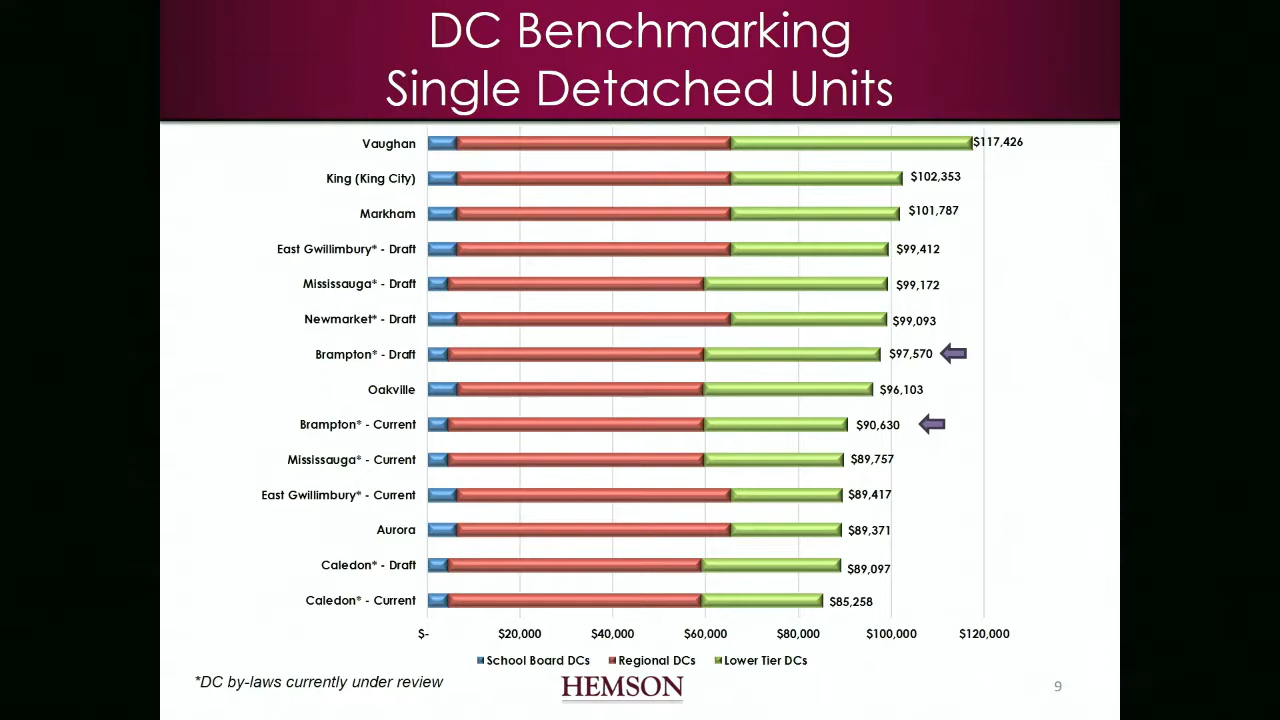 DC Benchmarking
Single Detached Units
Vaughan $117,426
King (King City) $102,353
Markham $101,787
East Gwillimbury* - Draft $99,412
Mississauga* - Draft $99,172
Newmarket* - Draft $99,093
Brampton* - Draft $97,570
Oakville $96,103
Brampton* - Current $90,630
Mississauga* - Current $89,757
East Gwillimbury* - Current $89,417
Aurora $89,371
Caledon* - Draft $89,097
Caledon* - Current $85,258
$- $20,000 $40,000 $60,000 $80,000 $100,000 $120,000
School Board DCs Regional DCs Lower Tier DCs
*DC by-laws currently under review
HEMSON
9